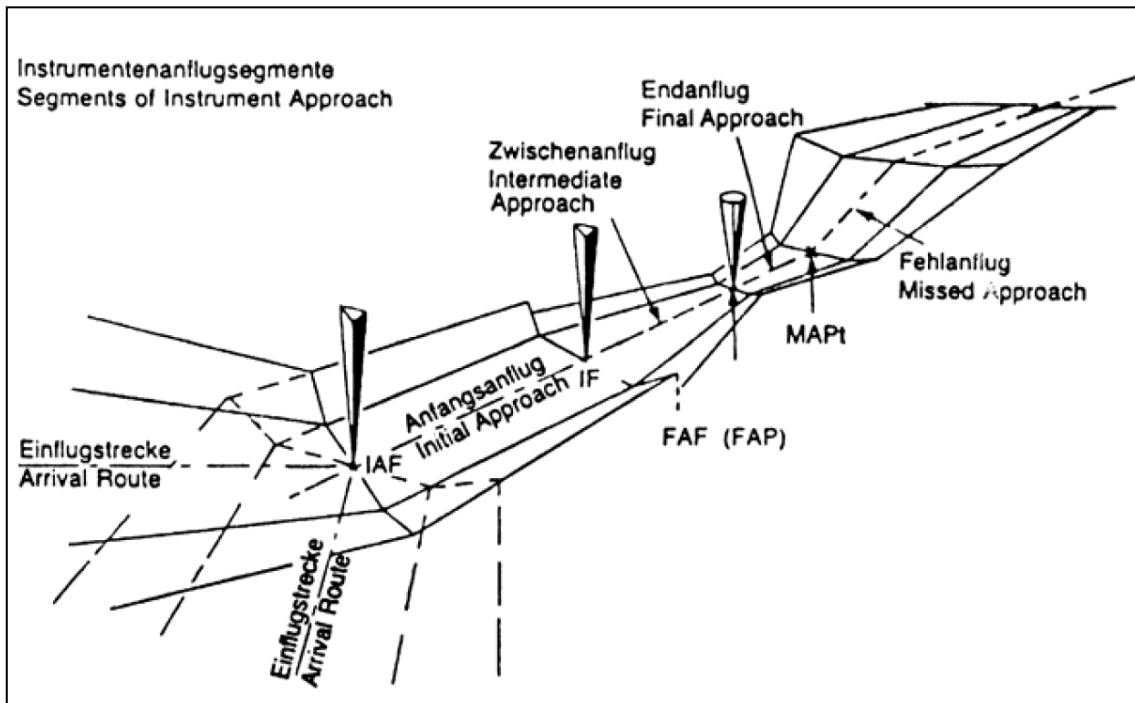 Instrumentenanflugsegmente
Segments of Instrument Approach
Endanflug
Final Approach
Zwischenanflug
Intermediate
Approach
Fehlanflug
Missed Approach
MAPt
IF
Anfangsanflug
Initial Approach
FAF (FAP)
Einflugstrecke
Arrival Route
IAF
Einflugstrecke
Arrival Route